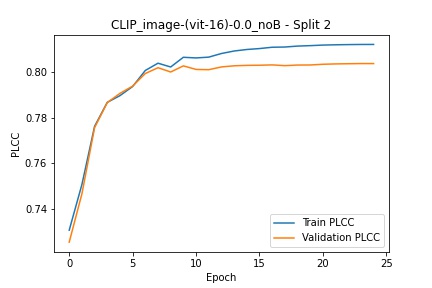 CLIP_image-(vit-16)-0.0_noB - Split 2
PLCC
0.80
0.78
0.76
0.74
0
5
10
15
20
25
Epoch
Train PLCC
Validation PLCC